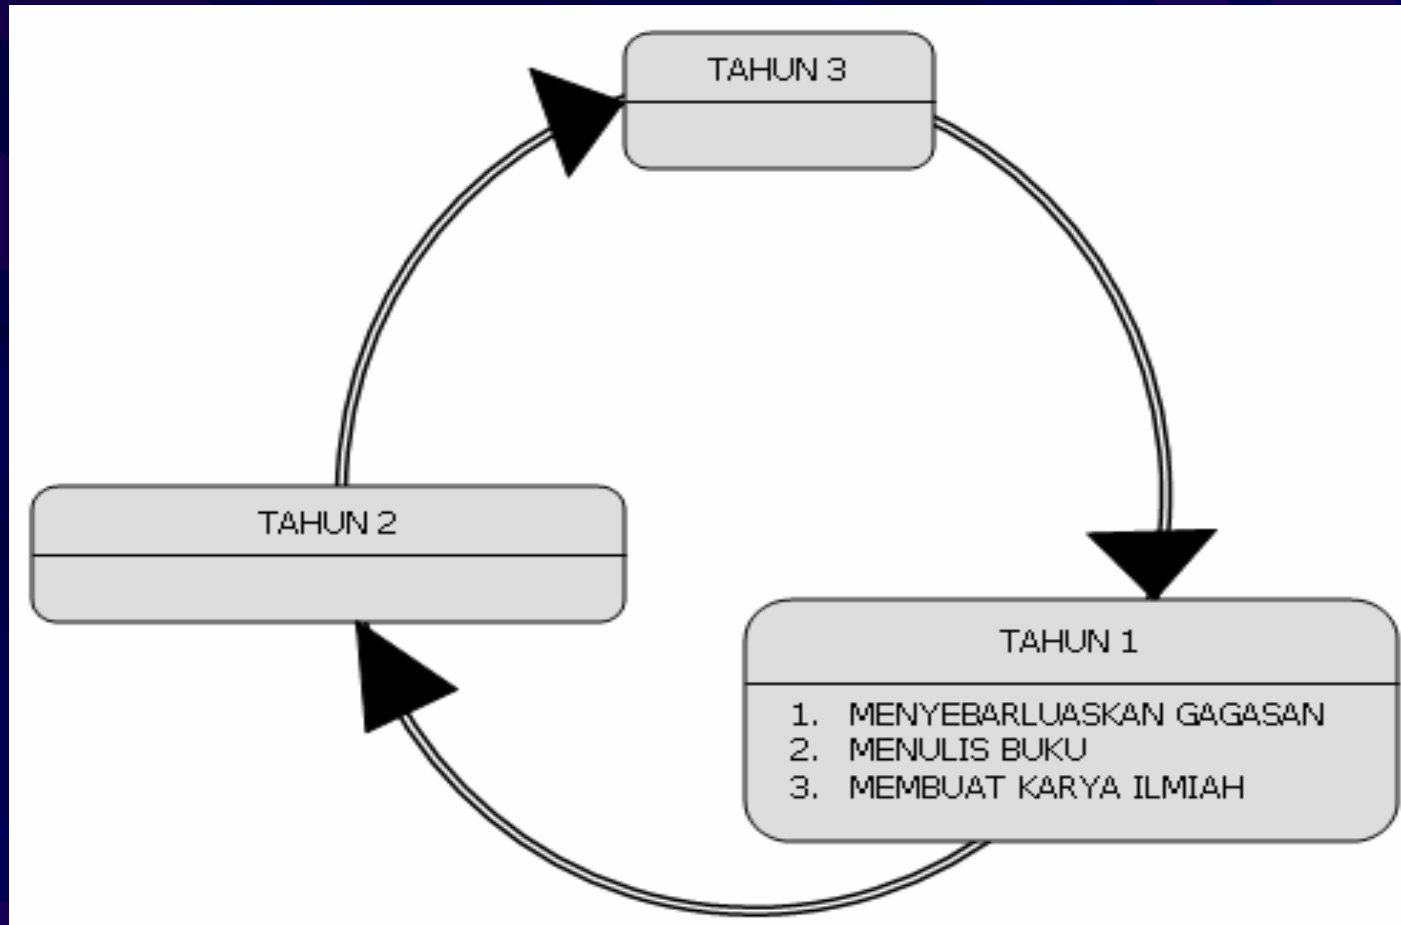 TAHUN 3
TAHUN 2
TAHUN 1
1. MENYEBARLUASKAN GAGASAN
2. MENULIS BUKU
3. MEMBUAT KARYA ILMIAH